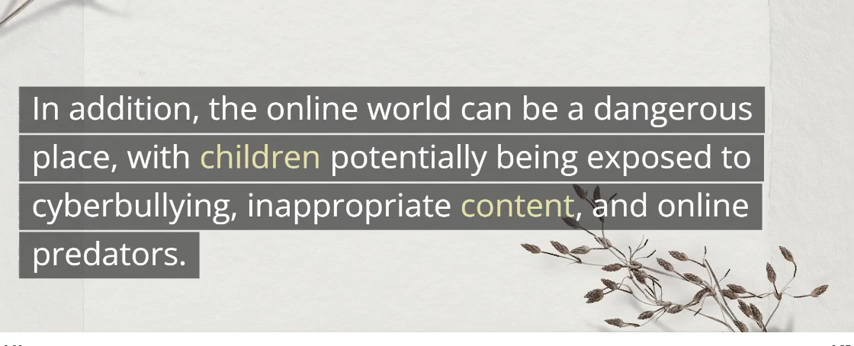 In addition, the online world can be a dangerous
place, with children potentially being exposed to
cyberbullying, inappropriate content, and online
predators.